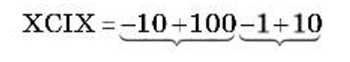 XCIX = −10 + 100 −1 + 10